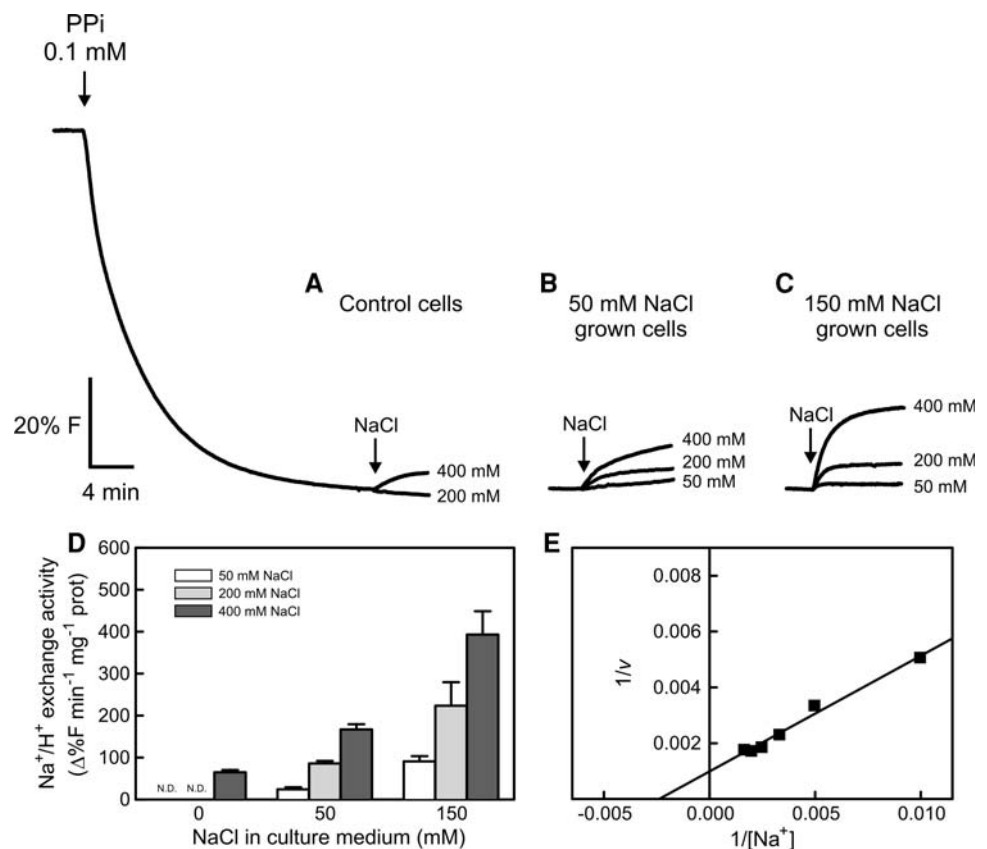 PPi
0.1 mM
20% F
4 min
A
Control cells
NaCl
400 mM
200 mM
B
50 mM NaCl
grown cells
NaCl
400 mM
200 mM
50 mM
C
150 mM NaCl
grown cells
NaCl
400 mM
200 mM
50 mM
D
Na⁺/H⁺ exchange activity
(Δ%F min⁻¹ mg⁻¹ prot)
600
500
400
300
200
100
0
50 mM NaCl
200 mM NaCl
400 mM NaCl
N.D. N.D.
0 50 150
NaCl in culture medium (mM)
E
1/v
0.008
0.006
0.004
0.002
-0.005 0.000 0.005 0.010
1/[Na⁺]